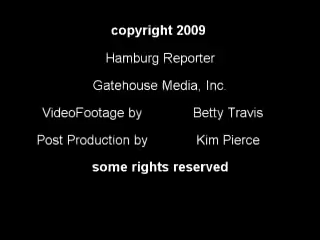 copyright 2009
Hamburg Reporter
Gatehouse Media, Inc.
VideoFootage by Betty Travis
Post Production by Kim Pierce
some rights reserved